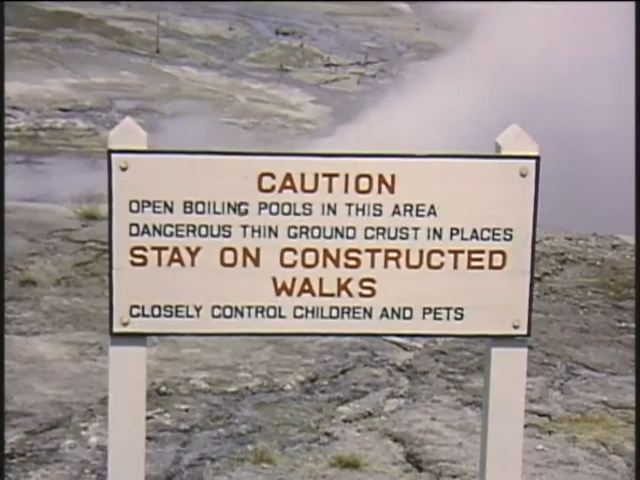 CAUTION
OPEN BOILING POOLS IN THIS AREA
DANGEROUS THIN GROUND CRUST IN PLACES
STAY ON CONSTRUCTED
WALKS
CLOSELY CONTROL CHILDREN AND PETS